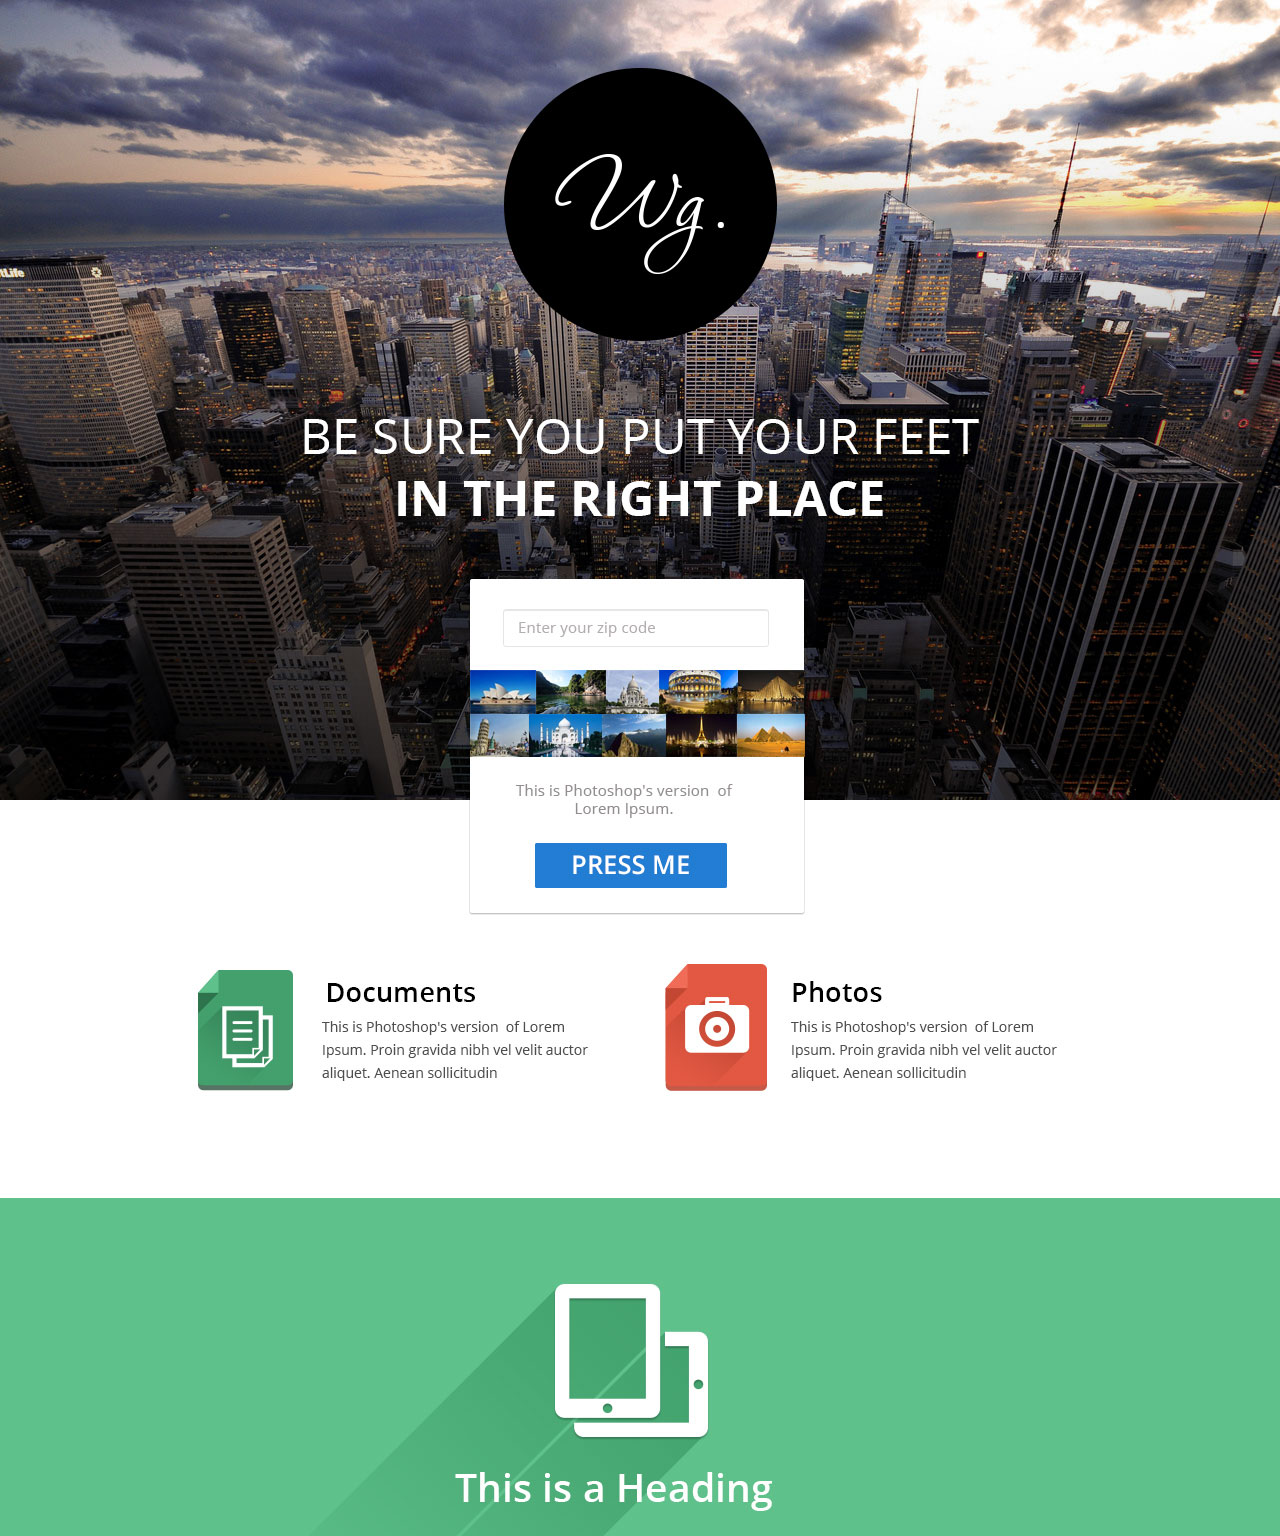 Wg.
tLife
BE SURE YOU PUT YOUR FEET
IN THE RIGHT PLACE
Enter your zip code
This is Photoshop's version  of
Lorem Ipsum.
PRESS ME
Documents
This is Photoshop's version  of Lorem
Ipsum. Proin gravida nibh vel velit auctor
aliquet. Aenean sollicitudin
Photos
This is Photoshop's version  of Lorem
Ipsum. Proin gravida nibh vel velit auctor
aliquet. Aenean sollicitudin
This is a Heading